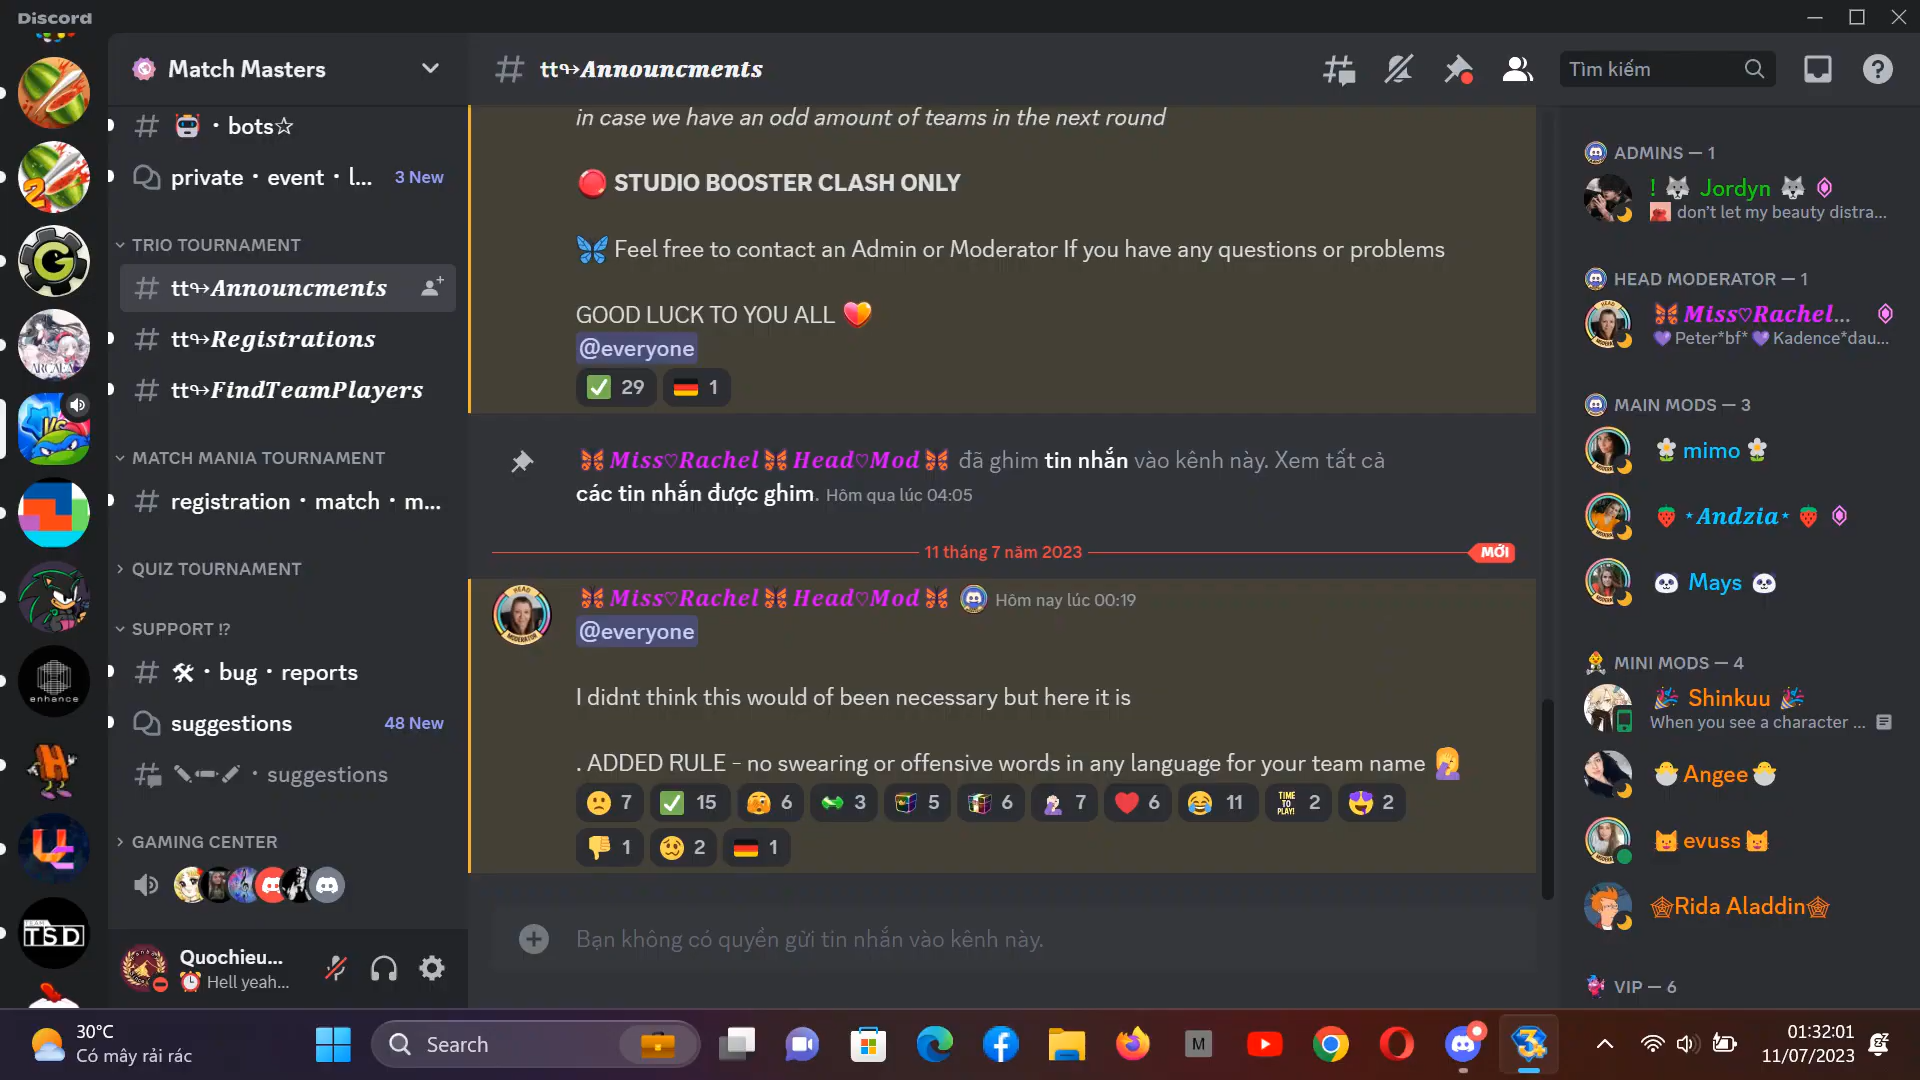 Discord
Match Masters
bots☆
private • event • l... 3 New
TRIO TOURNAMENT
tt↬Announcments
tt↬Registrations
tt↬FindTeamPlayers
MATCH MANIA TOURNAMENT
registration • match • m...
QUIZ TOURNAMENT
SUPPORT !?
🛠 • bug • reports
suggestions 48 New
• suggestions
GAMING CENTER
ARCAEA
VS
enhance
TEAM
TSD
Quochieu...
Hell yeah...
tt↬Announcments
Tìm kiếm
in case we have an odd amount of teams in the next round
🔴 STUDIO BOOSTER CLASH ONLY
🦋 Feel free to contact an Admin or Moderator If you have any questions or problems
GOOD LUCK TO YOU ALL
@everyone
✅ 29 🇩🇪 1
Miss♡Rachel Head♡Mod đã ghim tin nhắn vào kênh này. Xem tất cả
các tin nhắn được ghim. Hôm qua lúc 04:05
11 tháng 7 năm 2023 MỚI
Miss♡Rachel Head♡Mod Hôm nay lúc 00:19
@everyone
I didnt think this would of been necessary but here it is
. ADDED RULE - no swearing or offensive words in any language for your team name
7 15 6 3 5 6 7 6 11 TIME TO PLAY! 2 2
1 2 1
Bạn không có quyền gửi tin nhắn vào kênh này.
ADMINS — 1
! Jordyn
don't let my beauty distra...
HEAD MODERATOR — 1
Miss♡Rachel...
Peter*bf* Kadence*dau...
MAIN MODS — 3
mimo
⋆Andzia⋆
Mays
MINI MODS — 4
Shinkuu
When you see a character ...
Angee
evuss
Rida Aladdin
VIP — 6
30°C
Có mây rải rác
Search
M
01:32:01
11/07/2023